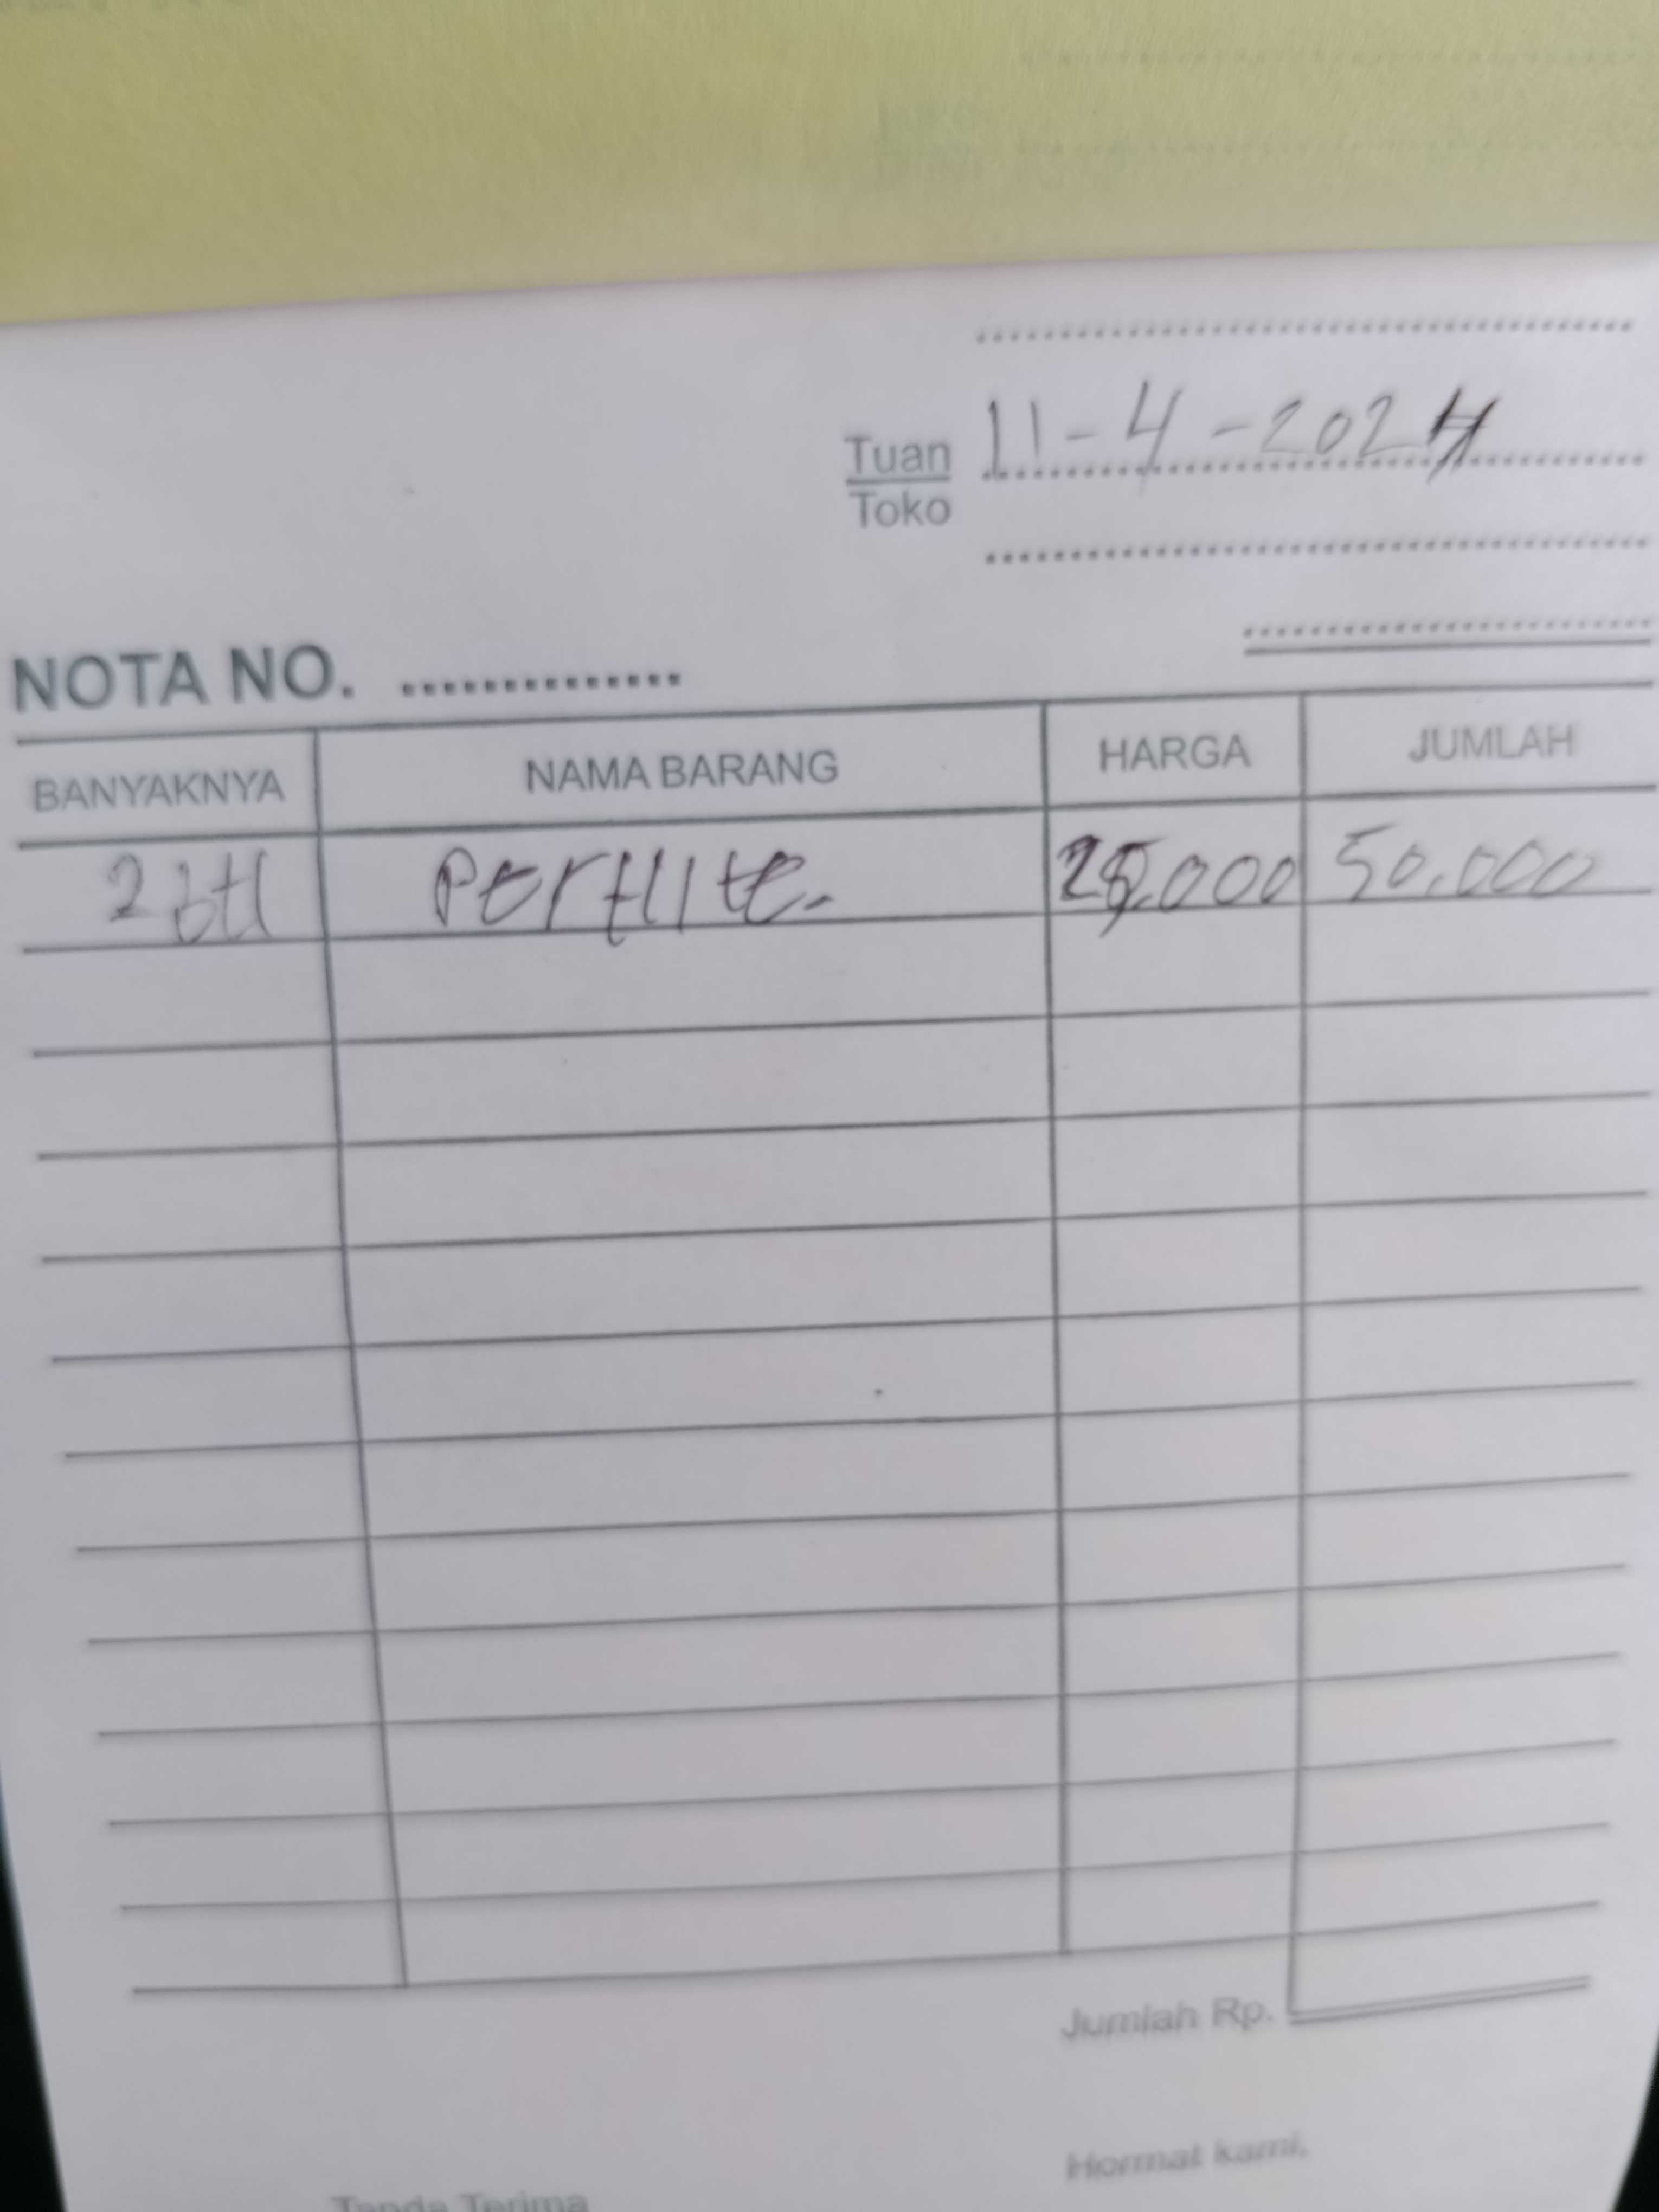 Tuan 11-4-2024
Toko
NOTA NO. ..............
BANYAKNYA NAMA BARANG HARGA JUMLAH
2 btl Pertlite. 25.000 50.000
Jumlah Rp.
Hormat kami,
Tanda Terima